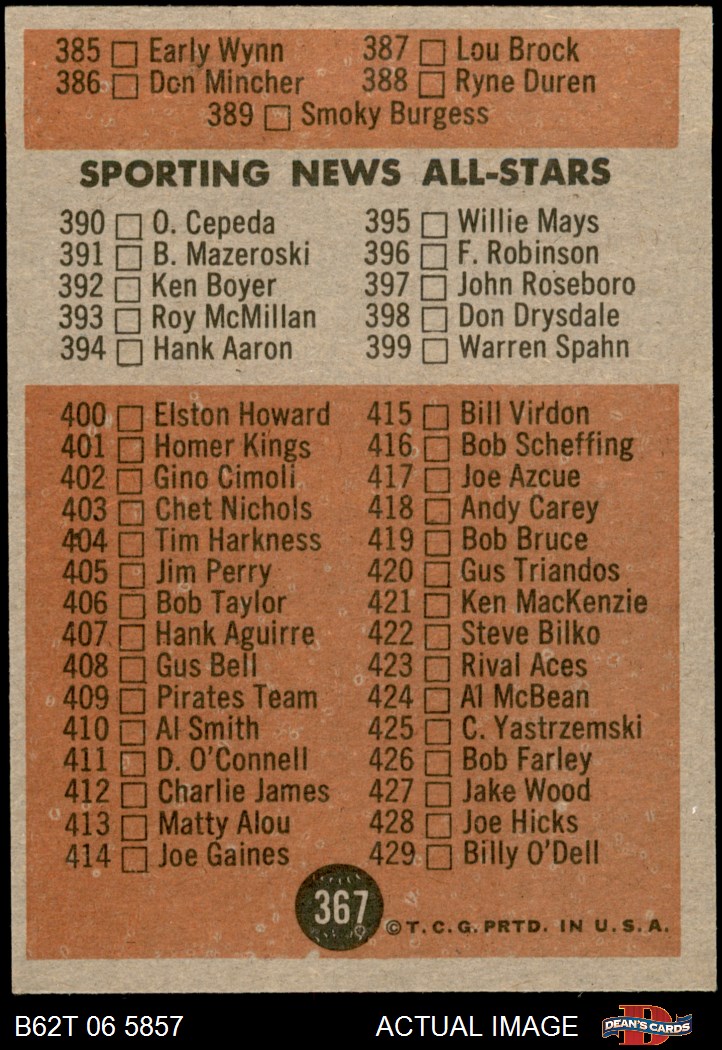 385 Early Wynn 387 Lou Brock
386 Don Mincher 388 Ryne Duren
389 Smoky Burgess
SPORTING NEWS ALL-STARS
390 O. Cepeda 395 Willie Mays
391 B. Mazeroski 396 F. Robinson
392 Ken Boyer 397 John Roseboro
393 Roy McMillan 398 Don Drysdale
394 Hank Aaron 399 Warren Spahn
400 Elston Howard 415 Bill Virdon
401 Homer Kings 416 Bob Scheffing
402 Gino Cimoli 417 Joe Azcue
403 Chet Nichols 418 Andy Carey
404 Tim Harkness 419 Bob Bruce
405 Jim Perry 420 Gus Triandos
406 Bob Taylor 421 Ken MacKenzie
407 Hank Aguirre 422 Steve Bilko
408 Gus Bell 423 Rival Aces
409 Pirates Team 424 Al McBean
410 Al Smith 425 C. Yastrzemski
411 D. O'Connell 426 Bob Farley
412 Charlie James 427 Jake Wood
413 Matty Alou 428 Joe Hicks
414 Joe Gaines 429 Billy O'Dell
367
© T.C.G. PRTD. IN U.S.A.
B62T 06 5857 ACTUAL IMAGE D DEAN'S CARDS